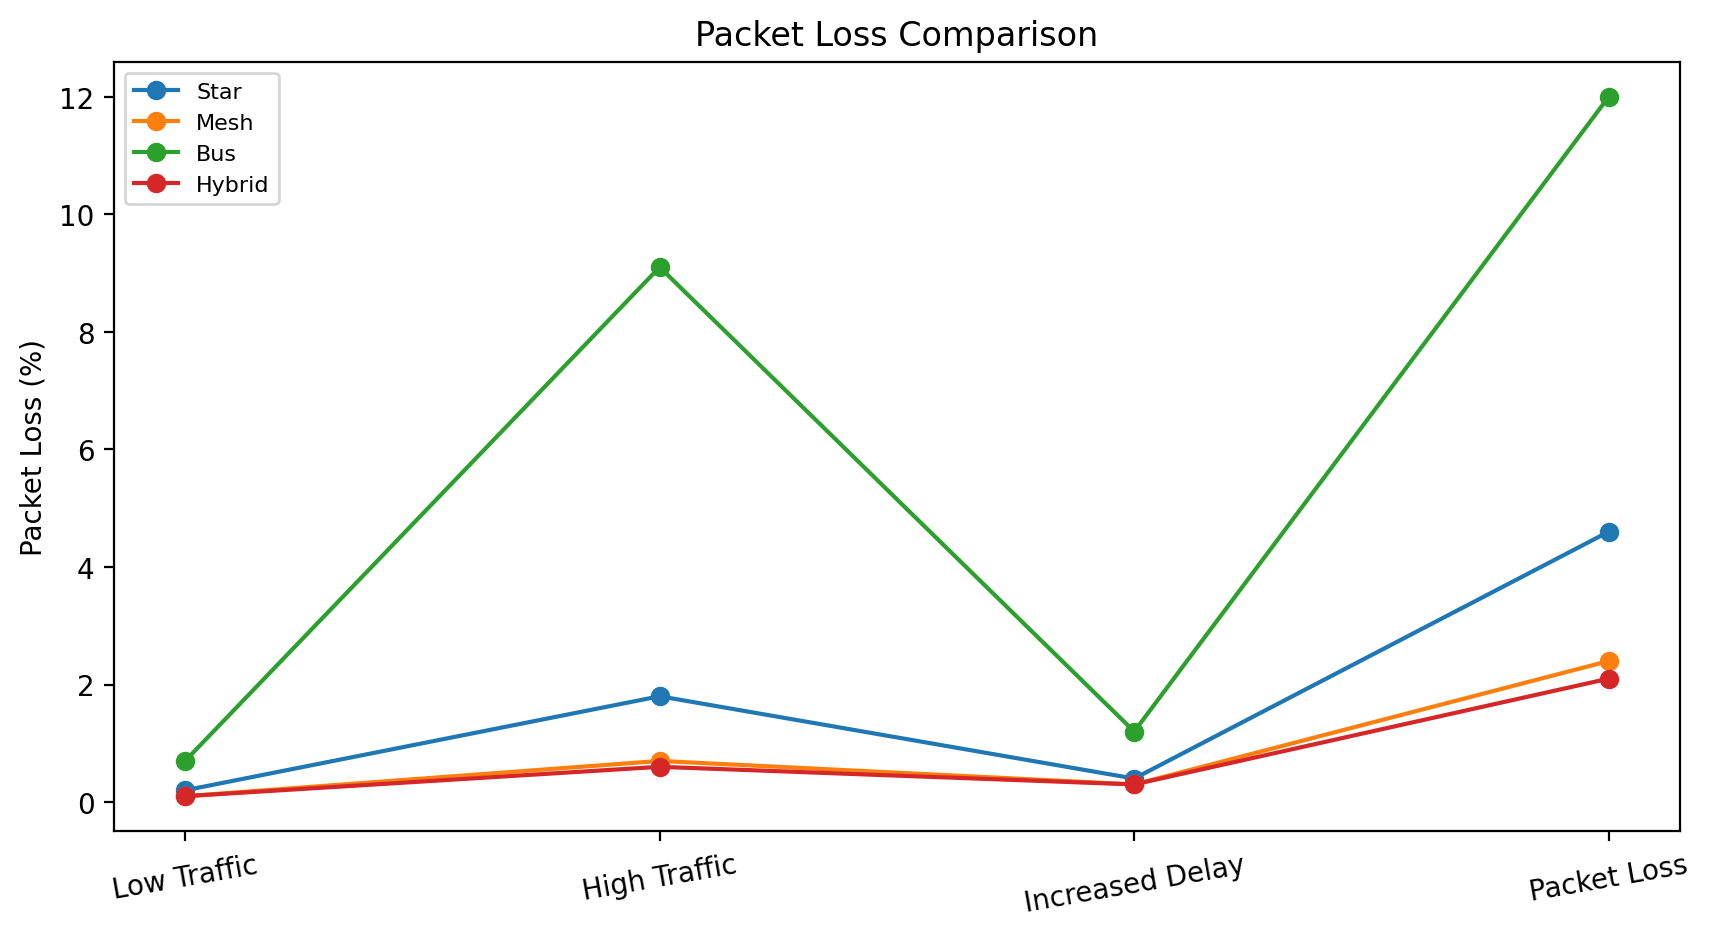 Packet Loss Comparison
Star
Mesh
Bus
Hybrid
Packet Loss (%)
12
10
8
6
4
2
0
Low Traffic
High Traffic
Increased Delay
Packet Loss